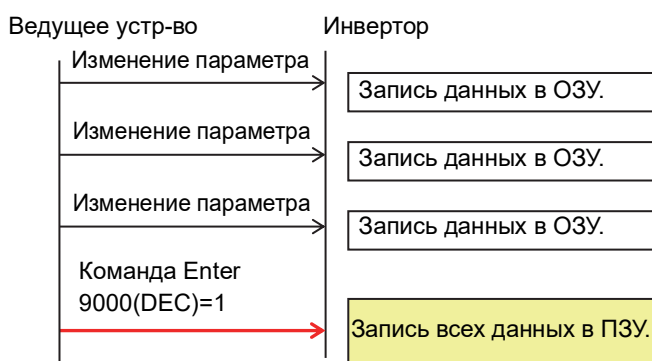 Ведущее устр-во
Инвертор
Изменение параметра
Запись данных в ОЗУ.
Изменение параметра
Запись данных в ОЗУ.
Изменение параметра
Запись данных в ОЗУ.
Команда Enter
9000(DEC)=1
Запись всех данных в ПЗУ.